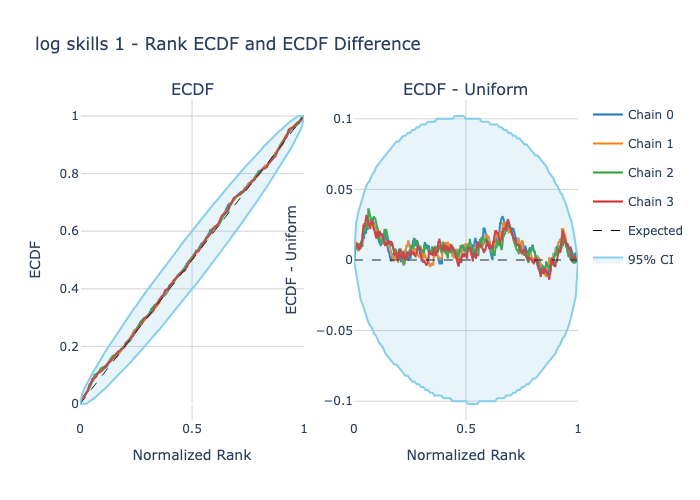 log skills 1 - Rank ECDF and ECDF Difference
ECDF
ECDF - Uniform
1
0.8
0.6
0.4
0.2
0
ECDF
0
0.5
1
Normalized Rank
0.1
0.05
0
−0.05
−0.1
ECDF - Uniform
0
0.5
1
Normalized Rank
Chain 0
Chain 1
Chain 2
Chain 3
Expected
95% CI